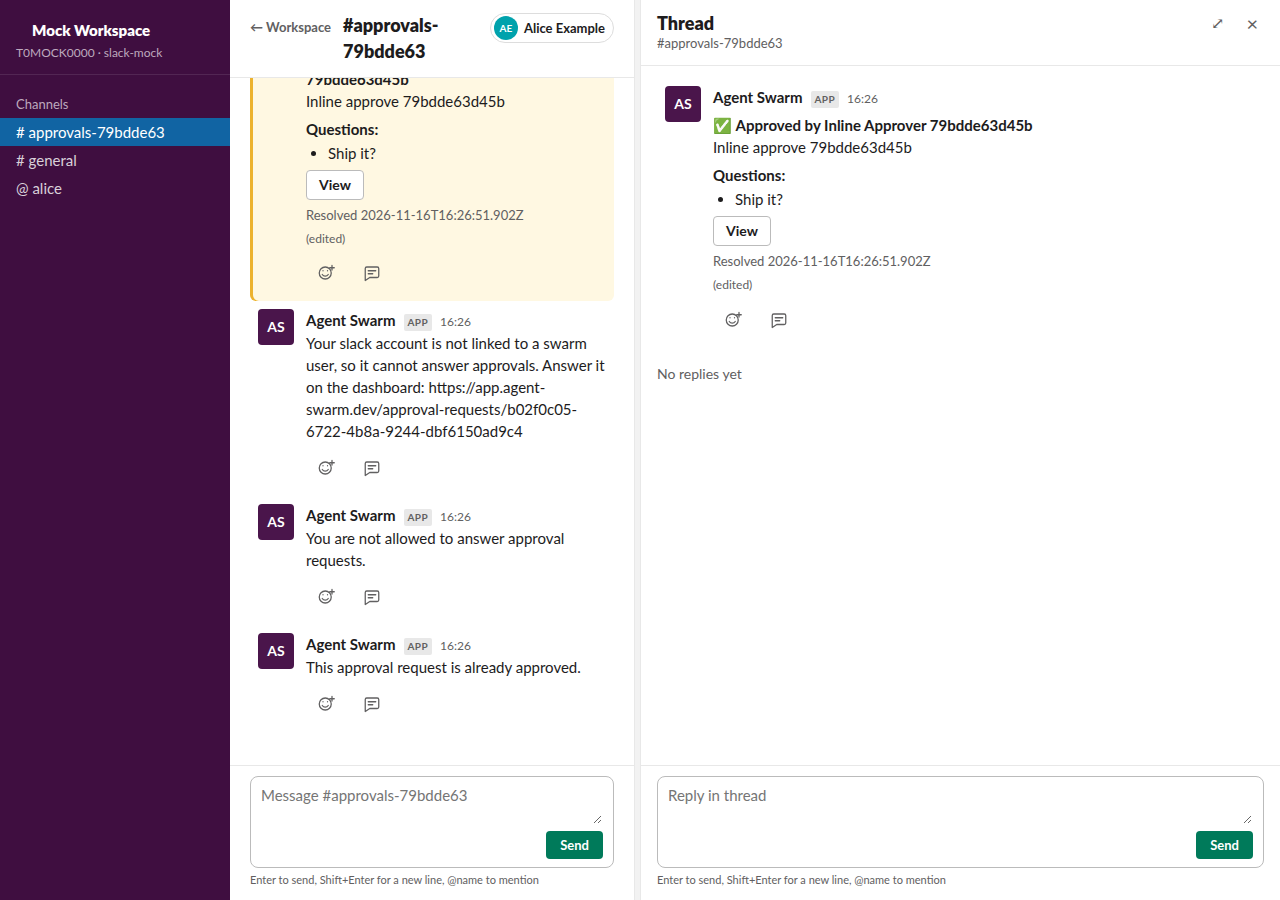 Mock Workspace
T0MOCK0000 · slack-mock
Channels
# approvals-79bdde63
# general
@ alice
← Workspace
#approvals-
79bdde63
AE Alice Example
79bdde63d45b
Inline approve 79bdde63d45b
Questions:
• Ship it?
View
Resolved 2026-11-16T16:26:51.902Z
(edited)
AS
Agent Swarm APP 16:26
Your slack account is not linked to a swarm
user, so it cannot answer approvals. Answer it
on the dashboard: https://app.agent-
swarm.dev/approval-requests/b02f0c05-
6722-4b8a-9244-dbf6150ad9c4
AS
Agent Swarm APP 16:26
You are not allowed to answer approval
requests.
AS
Agent Swarm APP 16:26
This approval request is already approved.
Message #approvals-79bdde63
Send
Enter to send, Shift+Enter for a new line, @name to mention
Thread
#approvals-79bdde63
AS
Agent Swarm APP 16:26
✅ Approved by Inline Approver 79bdde63d45b
Inline approve 79bdde63d45b
Questions:
• Ship it?
View
Resolved 2026-11-16T16:26:51.902Z
(edited)
No replies yet
Reply in thread
Send
Enter to send, Shift+Enter for a new line, @name to mention